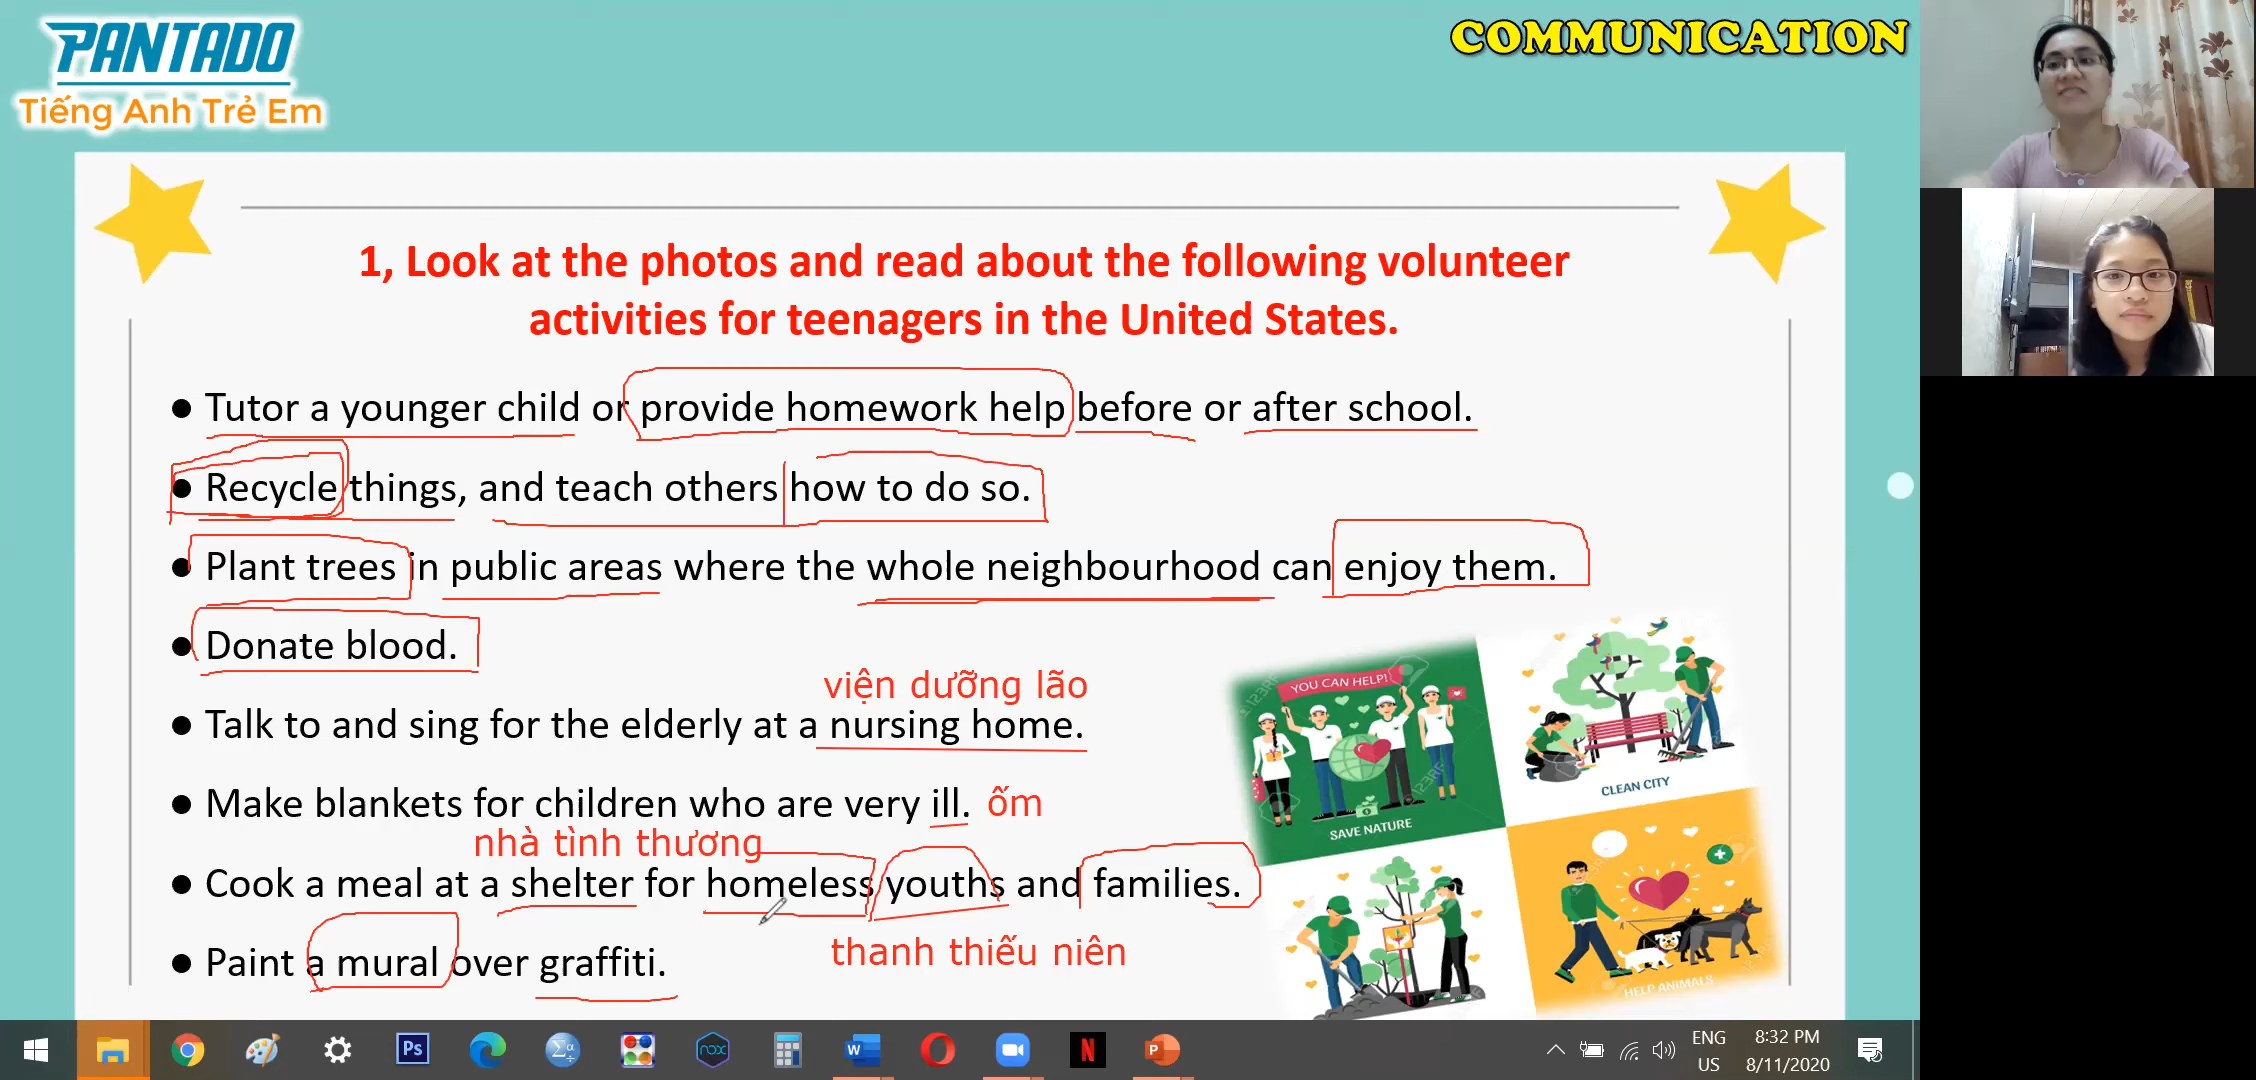 PANTADO
Tiếng Anh Trẻ Em
COMMUNICATION
1, Look at the photos and read about the following volunteer
activities for teenagers in the United States.
● Tutor a younger child or provide homework help before or after school.
● Recycle things, and teach others how to do so.
● Plant trees in public areas where the whole neighbourhood can enjoy them.
● Donate blood.
viện dưỡng lão
● Talk to and sing for the elderly at a nursing home.
● Make blankets for children who are very ill. ốm
nhà tình thương
● Cook a meal at a shelter for homeless youths and families.
thanh thiếu niên
● Paint a mural over graffiti.
YOU CAN HELP!
SAVE NATURE
CLEAN CITY
HELP ANIMALS
Ps
nox
W
N
P
ENG
US
8:32 PM
8/11/2020